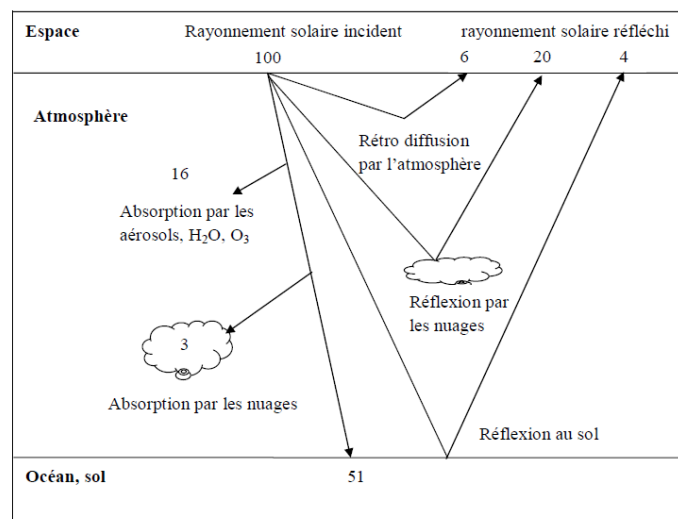 Espace
Rayonnement solaire incident
rayonnement solaire réfléchi
100
6
20
4
Atmosphère
Rétro diffusion
par l'atmosphère
16
Absorption par les
aérosols, H₂O, O₃
Réflexion par
les nuages
3
Absorption par les nuages
Réflexion au sol
Océan, sol
51